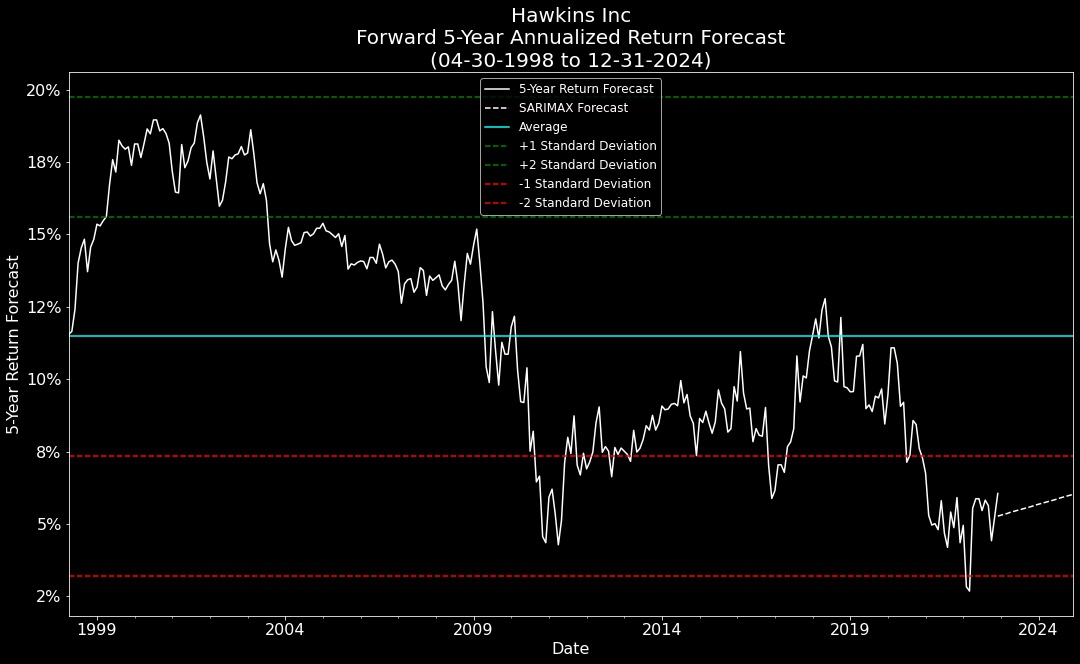 Hawkins Inc
Forward 5-Year Annualized Return Forecast
(04-30-1998 to 12-31-2024)
5-Year Return Forecast
SARIMAX Forecast
Average
+1 Standard Deviation
+2 Standard Deviation
-1 Standard Deviation
-2 Standard Deviation
5-Year Return Forecast
20%
18%
15%
12%
10%
8%
5%
2%
1999
2004
2009
2014
2019
2024
Date